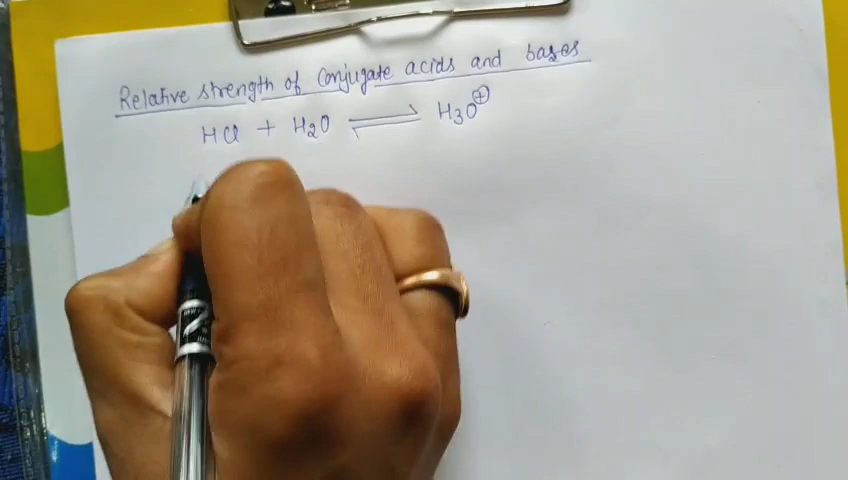 Relative strength of Conjugate acids and bases
HCl + H₂O ⇌ H₃O⊕